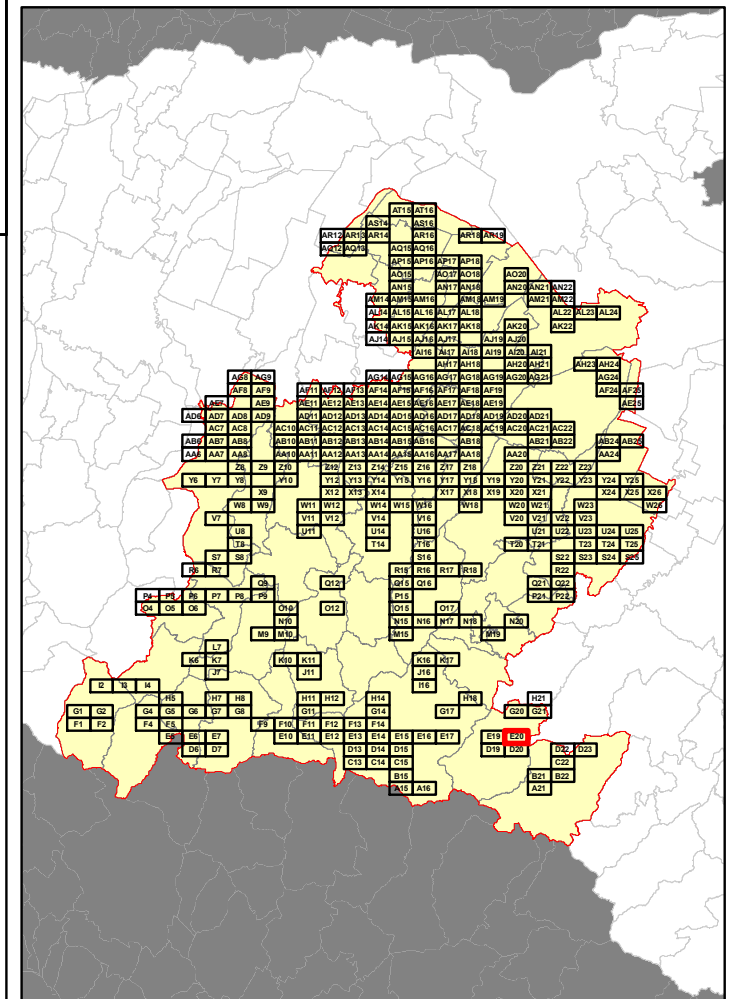 AT15 AT16
AS14 AS16
AR12 AR13 AR14 AR16 AR18 AR19
AQ12 AQ13 AQ15 AQ16
AP15 AP16 AP17 AP18
AO15 AO17 AO18 AO20
AN15 AN17 AN18 AN20 AN21 AN22
AM14 AM15 AM16 AM18 AM19 AM21 AM22
AL14 AL15 AL16 AL17 AL18 AL22 AL23 AL24
AK14 AK15 AK16 AK17 AK18 AK20 AK22
AJ14 AJ15 AJ16 AJ17 AJ19 AJ20
AI16 AI17 AI18 AI19 AI20 AI21
AH17 AH18 AH20 AH21 AH23 AH24
AG8 AG9 AG14 AG15 AG16 AG17 AG18 AG19 AG20 AG21 AG24
AF8 AF9 AF11 AF12 AF13 AF14 AF15 AF16 AF17 AF18 AF19 AF24 AF25
AE7 AE9 AE11 AE12 AE13 AE14 AE15 AE16 AE17 AE18 AE19 AE25
AD6 AD7 AD8 AD9 AD11 AD12 AD13 AD14 AD15 AD16 AD17 AD18 AD19 AD20 AD21
AC7 AC8 AC10 AC11 AC12 AC13 AC14 AC15 AC16 AC17 AC18 AC19 AC20 AC21 AC22
AB6 AB7 AB8 AB10 AB11 AB12 AB13 AB14 AB15 AB16 AB18 AB21 AB22 AB24 AB25
AA6 AA7 AA8 AA10 AA11 AA12 AA13 AA14 AA15 AA16 AA17 AA18 AA20 AA24
Z8 Z9 Z10 Z12 Z13 Z14 Z15 Z16 Z17 Z18 Z20 Z21 Z22 Z23
Y6 Y7 Y8 Y10 Y12 Y13 Y14 Y15 Y16 Y17 Y18 Y19 Y20 Y21 Y22 Y23 Y24 Y25
X9 X12 X13 X14 X17 X18 X19 X20 X21 X24 X25 X26
W8 W9 W11 W12 W14 W15 W16 W18 W20 W21 W23 W26
V7 V11 V12 V14 V16 V20 V21 V22 V23
U8 U11 U14 U16 U21 U22 U23 U24 U25
T8 T14 T16 T20 T21 T23 T24 T25
S7 S8 S16 S22 S23 S24 S25
R6 R7 R15 R16 R17 R18 R22
Q9 Q12 Q15 Q16 Q21 Q22
P4 P5 P6 P7 P8 P9 P15 P21 P22
O4 O5 O6 O10 O12 O15 O17
N10 N15 N16 N17 N18 N20
M9 M10 M15 M19
L7
K6 K7 K10 K11 K16 K17
J7 J11 J16
I2 I3 I4 I16
H5 H7 H8 H11 H12 H14 H18 H21
G1 G2 G4 G5 G6 G7 G8 G11 G14 G17 G20 G21
F1 F2 F4 F5 F9 F10 F11 F12 F13 F14
E5 E6 E7 E10 E11 E12 E13 E14 E15 E16 E17 E19 E20
D6 D7 D13 D14 D15 D19 D20 D22 D23
C13 C14 C15 C22
B15 B21 B22
A15 A16 A21